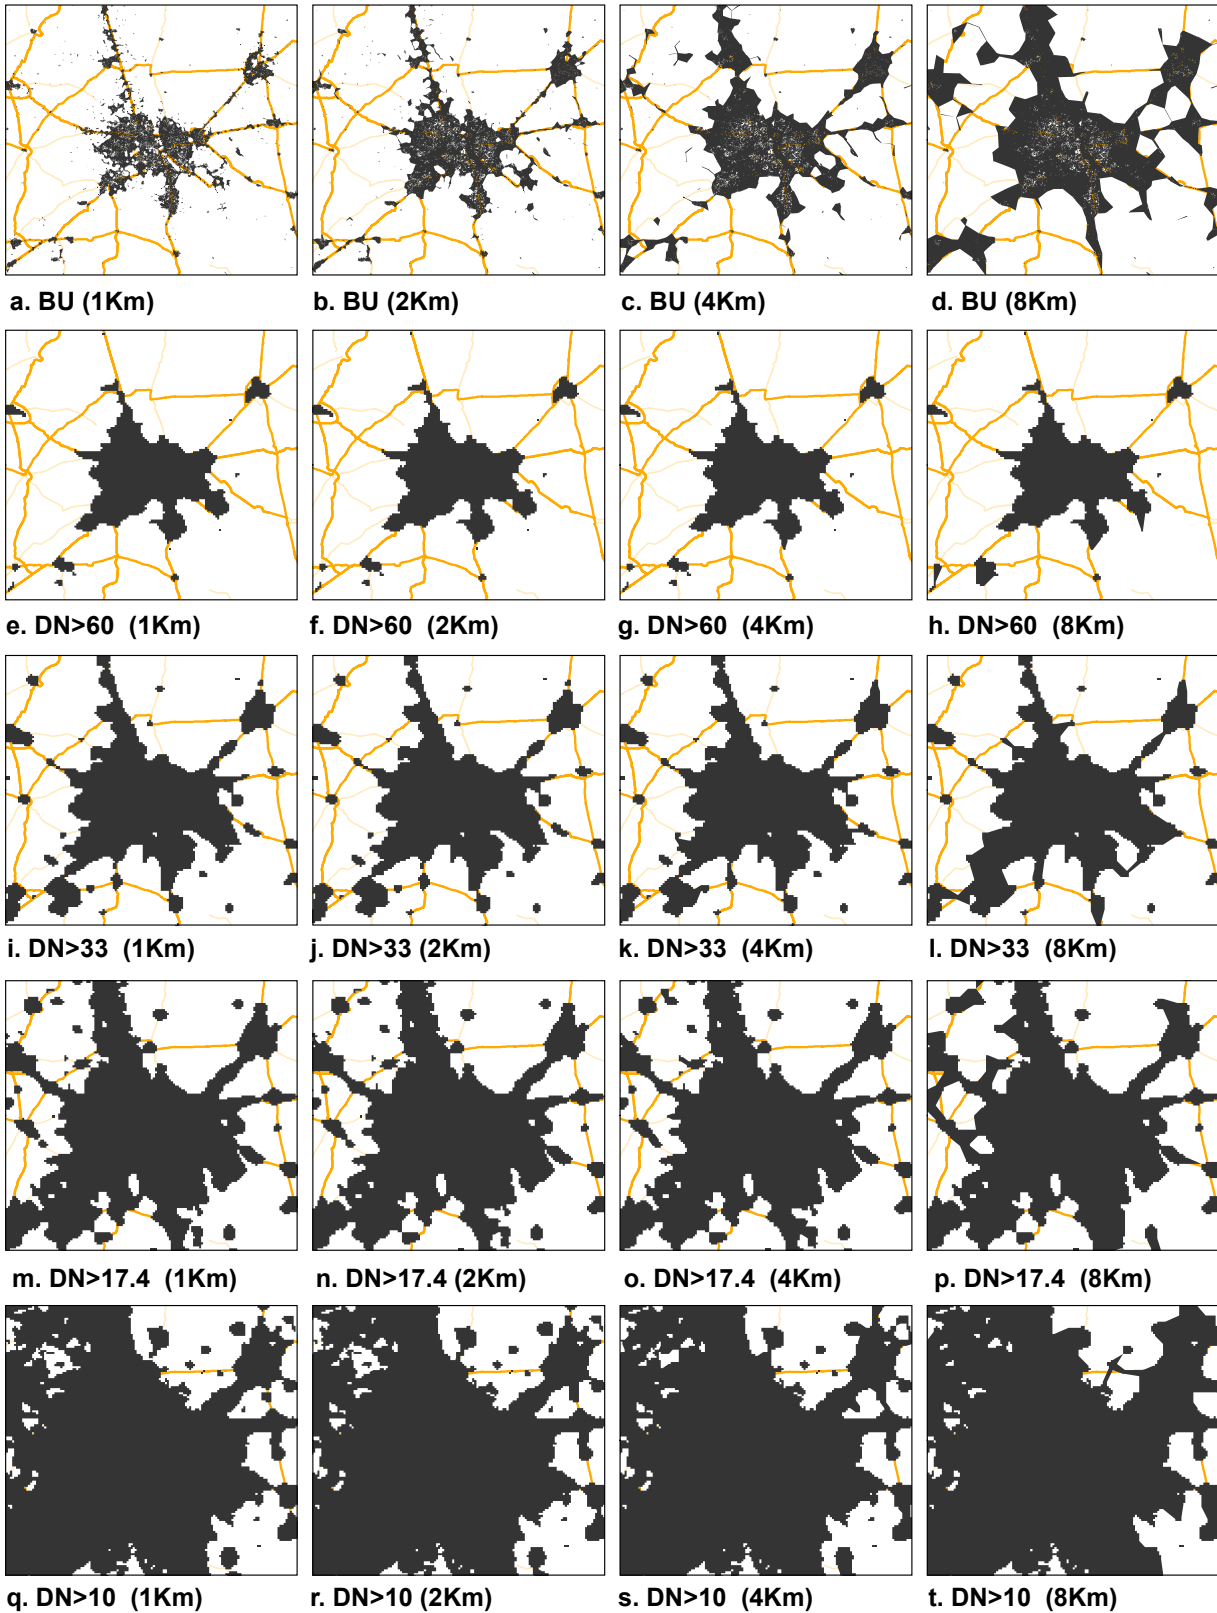 a. BU (1Km) b. BU (2Km) c. BU (4Km) d. BU (8Km)
e. DN>60 (1Km) f. DN>60 (2Km) g. DN>60 (4Km) h. DN>60 (8Km)
i. DN>33 (1Km) j. DN>33 (2Km) k. DN>33 (4Km) l. DN>33 (8Km)
m. DN>17.4 (1Km) n. DN>17.4 (2Km) o. DN>17.4 (4Km) p. DN>17.4 (8Km)
q. DN>10 (1Km) r. DN>10 (2Km) s. DN>10 (4Km) t. DN>10 (8Km)